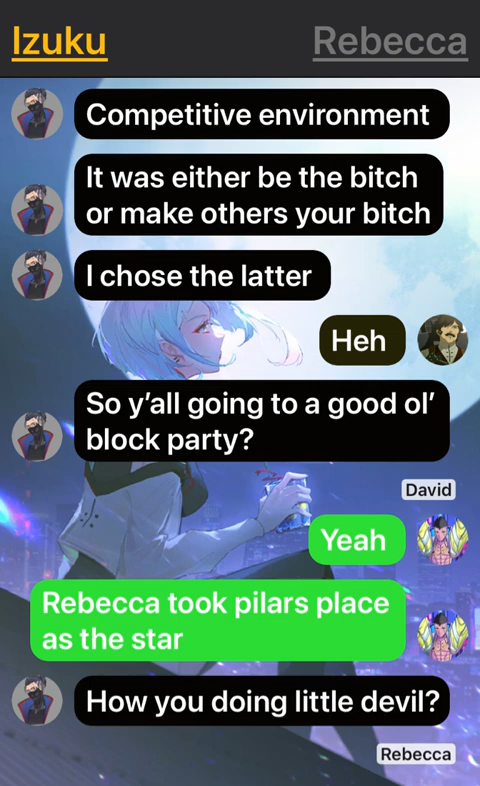 Izuku
Rebecca
Competitive environment
It was either be the bitch
or make others your bitch
I chose the latter
Heh
So y’all going to a good ol’
block party?
David
Yeah
Rebecca took pilars place
as the star
How you doing little devil?
Rebecca